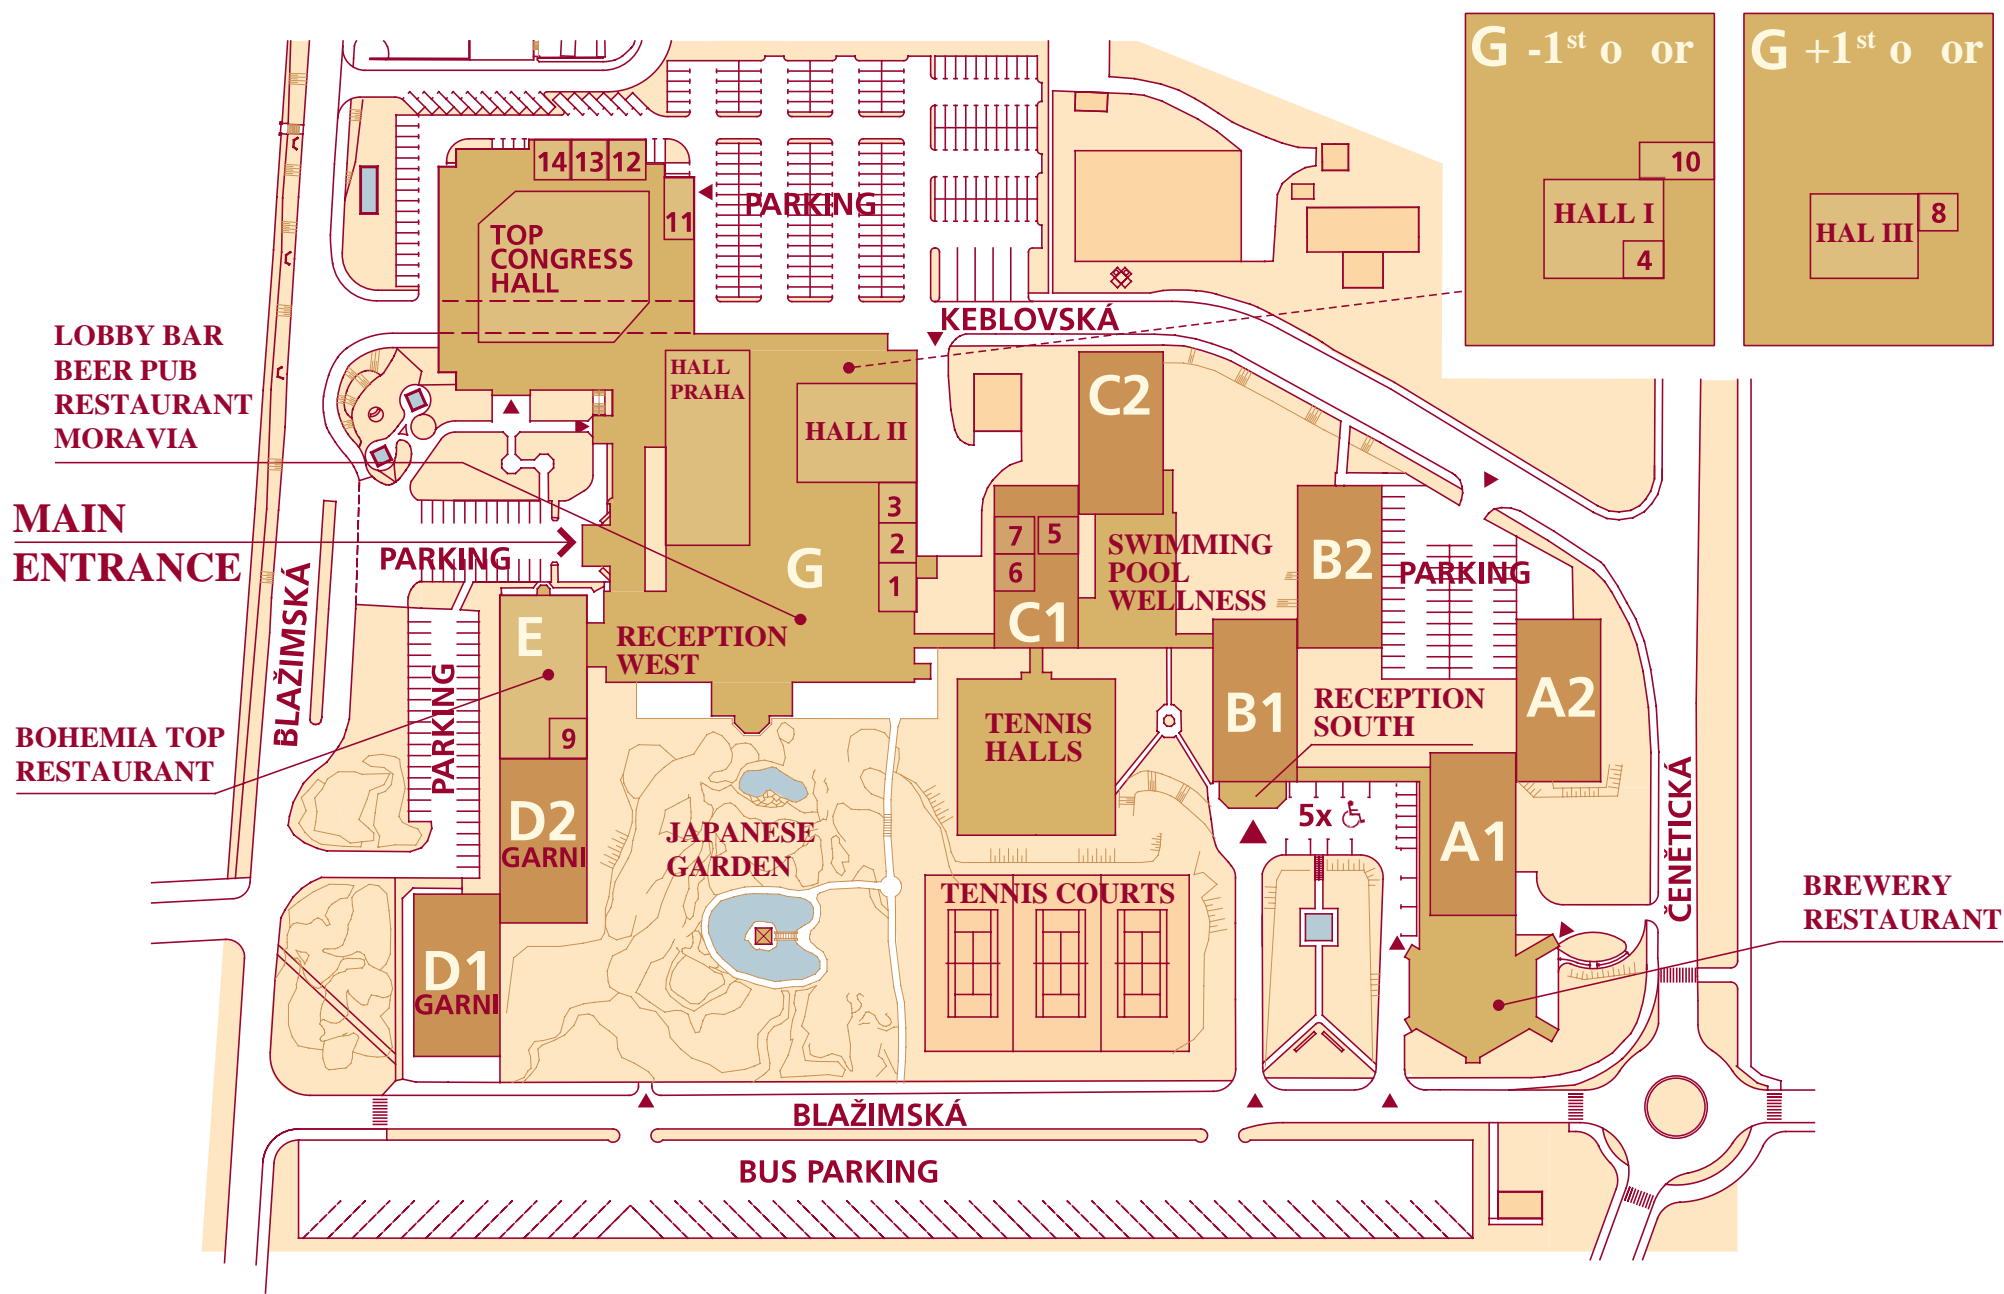 G -1st o or
G +1st o or
10
HALL I
4
8
HAL III
14 13 12
11
PARKING
TOP
CONGRESS
HALL
KEBLOVSKÁ
LOBBY BAR
BEER PUB
RESTAURANT
MORAVIA
HALL
PRAHA
HALL II
C2
MAIN
ENTRANCE
PARKING
3
2
1
G
7 5
6
C1
SWIMMING
POOL
WELLNESS
B2
PARKING
BLAŽIMSKÁ
E
RECEPTION
WEST
PARKING
9
BOHEMIA TOP
RESTAURANT
TENNIS
HALLS
B1
RECEPTION
SOUTH
A2
D2
GARNI
JAPANESE
GARDEN
5x
A1
ČENĚTICKÁ
TENNIS COURTS
BREWERY
RESTAURANT
D1
GARNI
BLAŽIMSKÁ
BUS PARKING